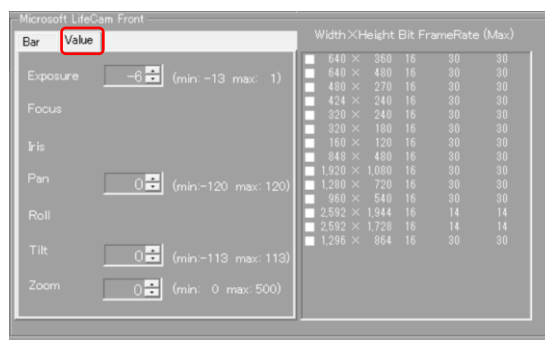 Microsoft LifeCam Front
Bar Value
Exposure -6 (min:-13 max: 1)
Focus
Iris
Pan 0 (min:-120 max: 120)
Roll
Tilt 0 (min:-113 max: 113)
Zoom 0 (min: 0 max:500)
Width×Height Bit FrameRate (Max)
640 × 360 16 30 30
640 × 480 16 30 30
480 × 270 16 30 30
424 × 240 16 30 30
320 × 240 16 30 30
320 × 180 16 30 30
160 × 120 16 30 30
848 × 480 16 30 30
1,920 × 1,080 16 30 30
1,280 × 720 16 30 30
960 × 540 16 30 30
2,592 × 1,944 16 14 14
2,592 × 1,728 16 14 14
1,296 × 864 16 30 30